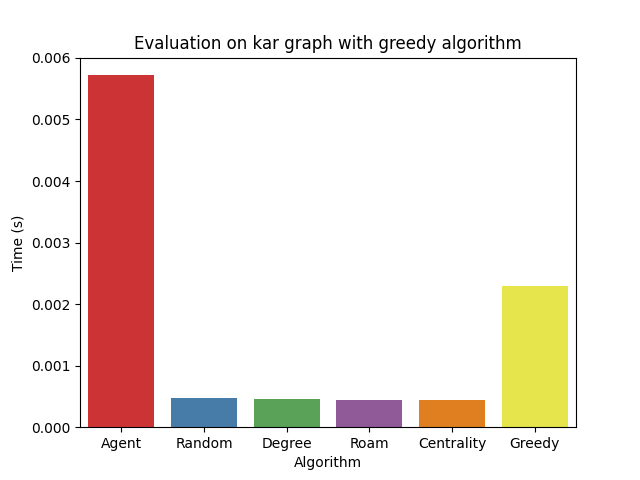 Evaluation on kar graph with greedy algorithm
0.006
0.005
0.004
0.003
0.002
0.001
0.000
Time (s)
Agent Random Degree Roam Centrality Greedy
Algorithm